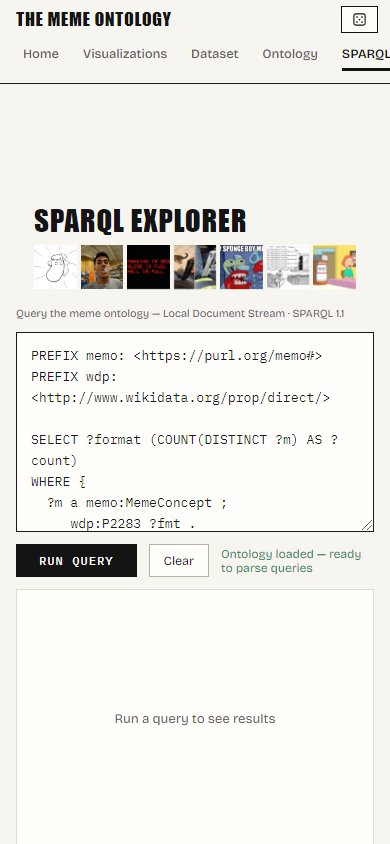 THE MEME ONTOLOGY
Home Visualizations Dataset Ontology SPARQL
SPARQL EXPLORER
Query the meme ontology — Local Document Stream · SPARQL 1.1
PREFIX memo: <https://purl.org/memo#>
PREFIX wdp:
<http://www.wikidata.org/prop/direct/>
SELECT ?format (COUNT(DISTINCT ?m) AS ?
count)
WHERE {
?m a memo:MemeConcept ;
wdp:P2283 ?fmt .
RUN QUERY
Clear
Ontology loaded — ready
to parse queries
Run a query to see results